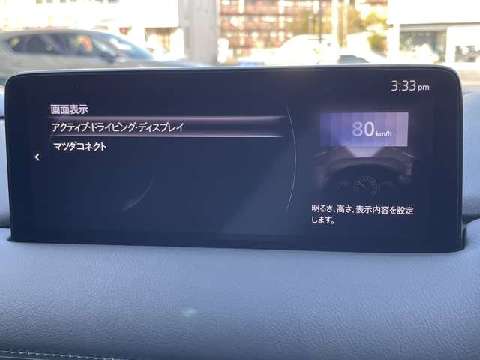 3:33 pm
画面表示
アクティブ・ドライビング・ディスプレイ
マツダコネクト
80 km/h
明るさ、高さ、表示内容を設定
します。